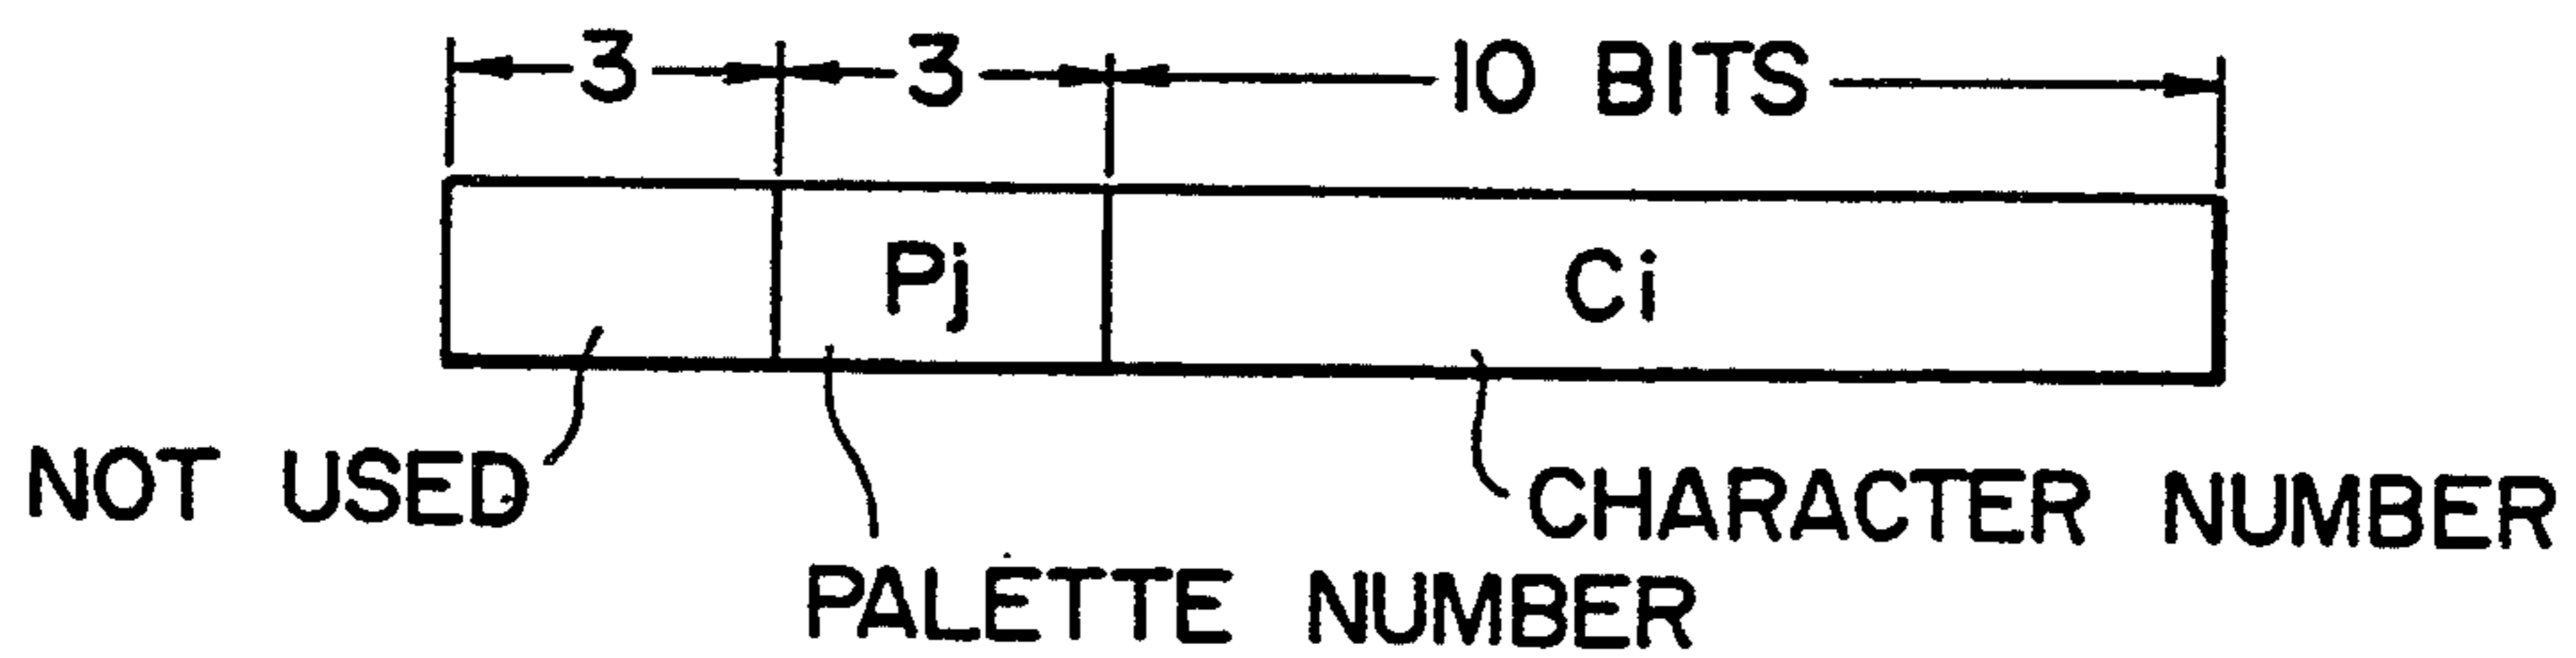 3 3 10 BITS
Pj Ci
NOT USED
CHARACTER NUMBER
PALETTE NUMBER